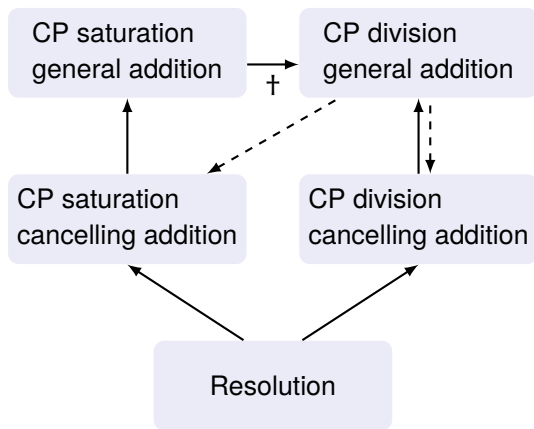 CP saturation
general addition
CP division
general addition
†
CP saturation
cancelling addition
CP division
cancelling addition
Resolution